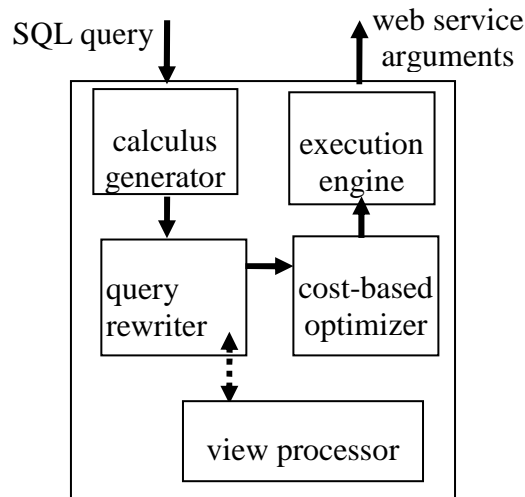 SQL query
web service
arguments
calculus
generator
execution
engine
query
rewriter
cost-based
optimizer
view processor